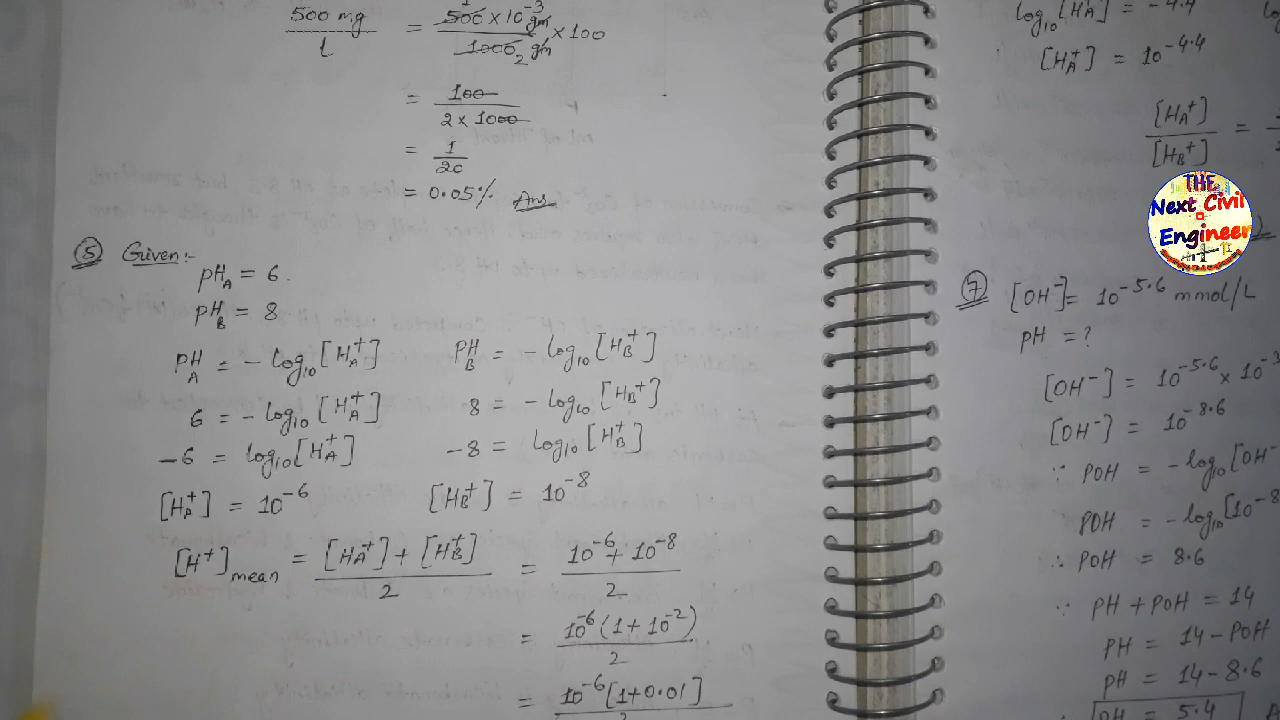 500 mg / l = 500 × 10⁻³ gm / 1000 2 gm × 100
= 100 / 2 × 1000
= 1 / 20
= 0.05% Ans
(5) Given:-
pH_A = 6.
pH_B = 8
pH_A = - log₁₀ [H_A⁺] pH_B = - log₁₀ [H_B⁺]
6 = - log₁₀ [H_A⁺] 8 = - log₁₀ [H_B⁺]
-6 = log₁₀ [H_A⁺] -8 = log₁₀ [H_B⁺]
[H_A⁺] = 10⁻⁶ [H_B⁺] = 10⁻⁸
[H⁺]mean = [H_A⁺] + [H_B⁺] / 2 = 10⁻⁶ + 10⁻⁸ / 2
= 10⁻⁶ (1 + 10⁻²) / 2
= 10⁻⁶ [1 + 0.01] / 2
log₁₀ [H_A⁺] = -4.4
[H_A⁺] = 10⁻⁴·⁴
[H_A⁺] / [H_B⁺] =
THE
Next Civil
Engineer
(7) [OH⁻] = 10⁻⁵·⁶ mmol/L
PH = ?
[OH⁻] = 10⁻⁵·⁶ × 10⁻³
[OH⁻] = 10⁻⁸·⁶
∵ POH = - log₁₀ [OH⁻
POH = - log₁₀ [10⁻⁸
∴ POH = 8.6
∵ PH + POH = 14
PH = 14 - POH
PH = 14 - 8.6
∴ PH = 5.4